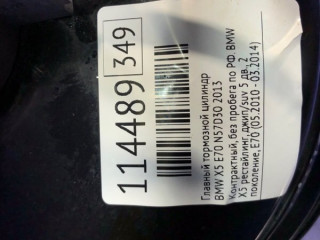 114489 349
Главный тормозной цилиндр
BMW X5 E70 N57D30 2013
Контрактный, без пробега по РФ. BMW
X5 рестайлинг, джип/suv 5 дв., 2
поколение, E70 (05.2010 - 03.2014)